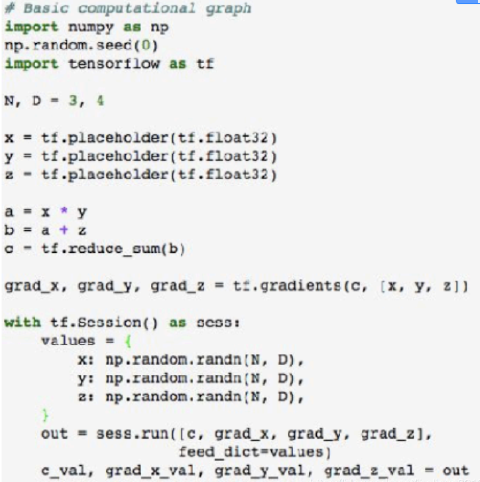 # Basic computational graph
import numpy as np
np.random.seed(0)
import tensorflow as tf
N, D = 3, 4
x = tf.placeholder(tf.float32)
y = tf.placeholder(tf.float32)
z = tf.placeholder(tf.float32)
a = x * y
b = a + z
c = tf.reduce_sum(b)
grad_x, grad_y, grad_z = tf.gradients(c, [x, y, z])
with tf.Session() as sess:
    values = {
        x: np.random.randn(N, D),
        y: np.random.randn(N, D),
        z: np.random.randn(N, D),
    }
    out = sess.run([c, grad_x, grad_y, grad_z],
                   feed_dict=values)
    c_val, grad_x_val, grad_y_val, grad_z_val = out